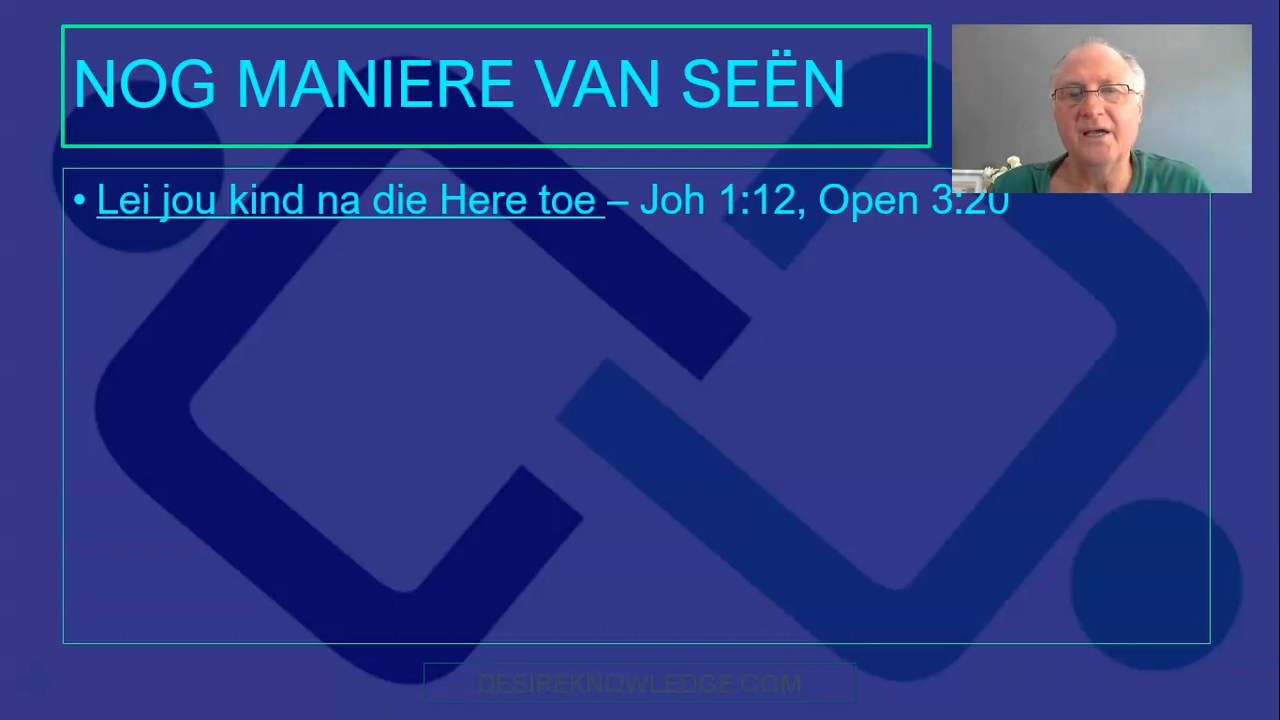 NOG MANIERE VAN SEËN
• Lei jou kind na die Here toe – Joh 1:12, Open 3:20
DESIREKNOWLEDGE.COM